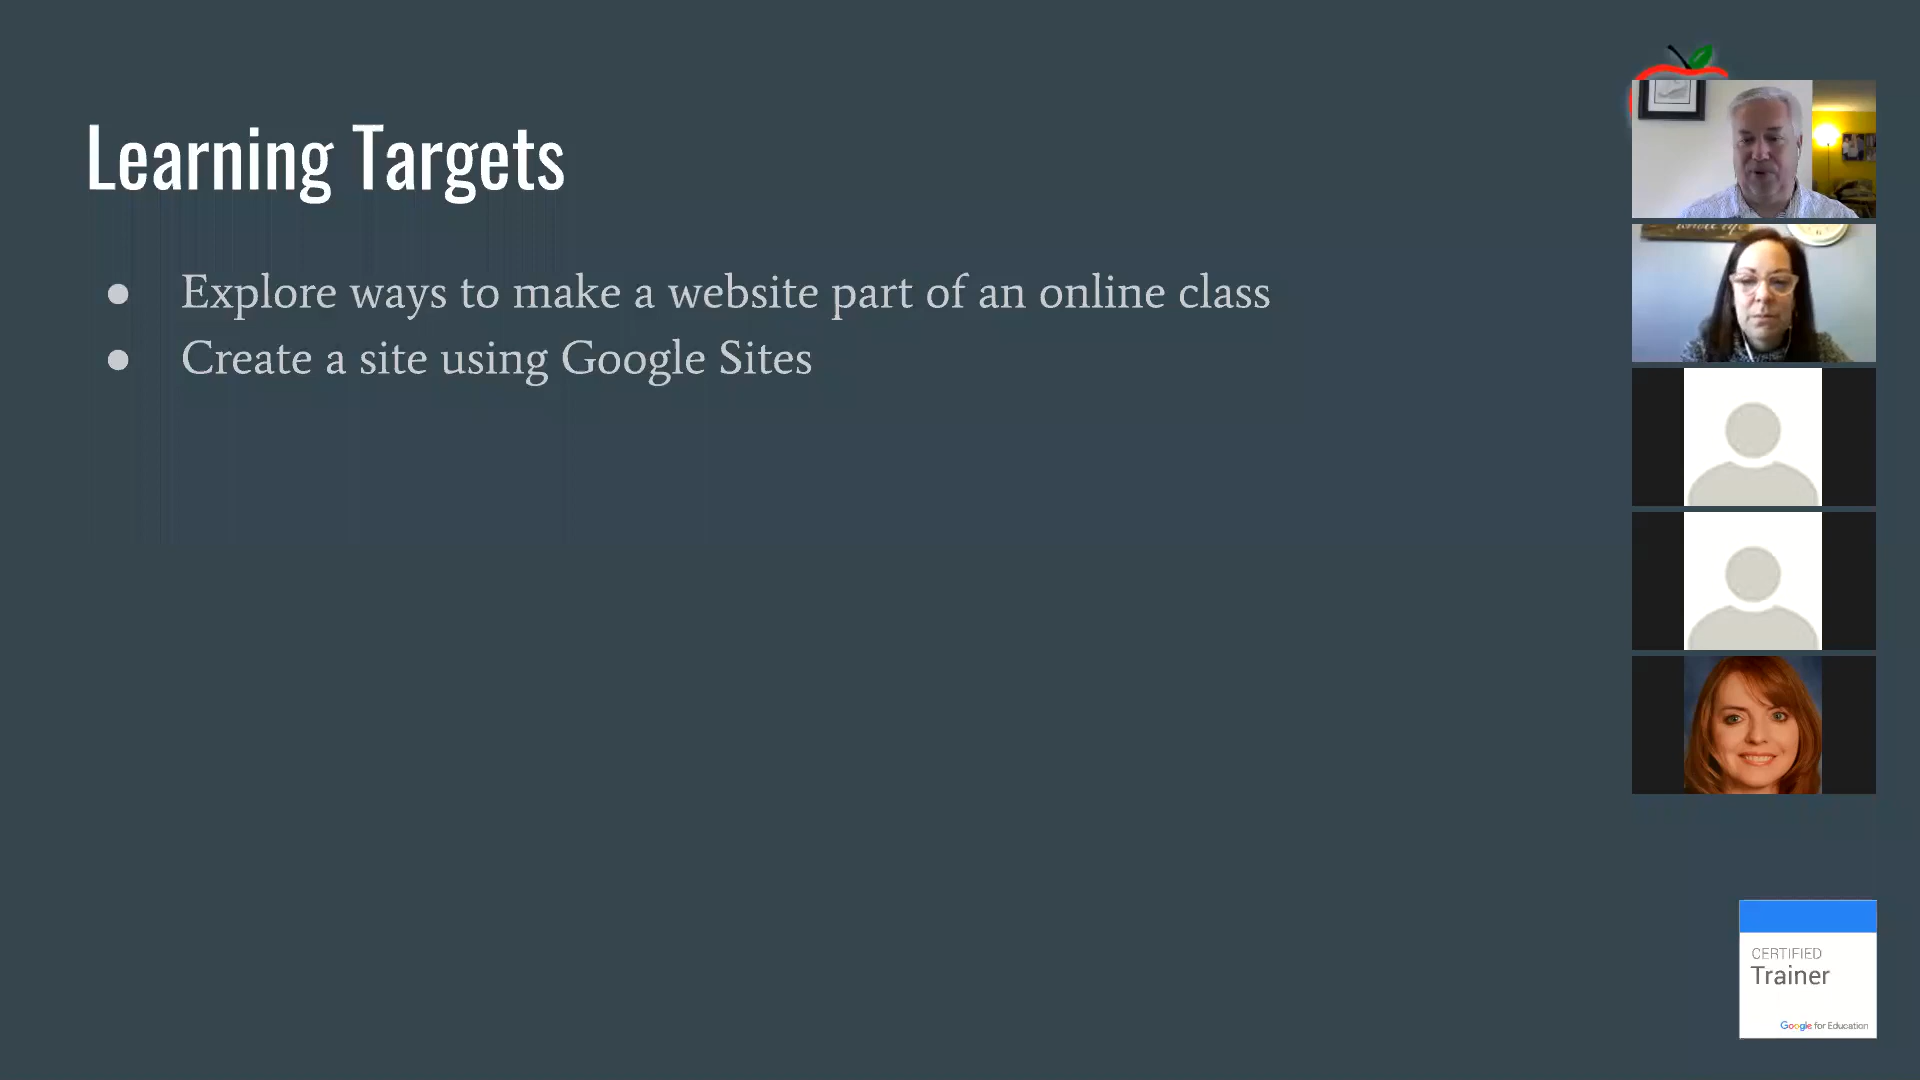 Learning Targets
● Explore ways to make a website part of an online class
● Create a site using Google Sites
CERTIFIED
Trainer
Google for Education